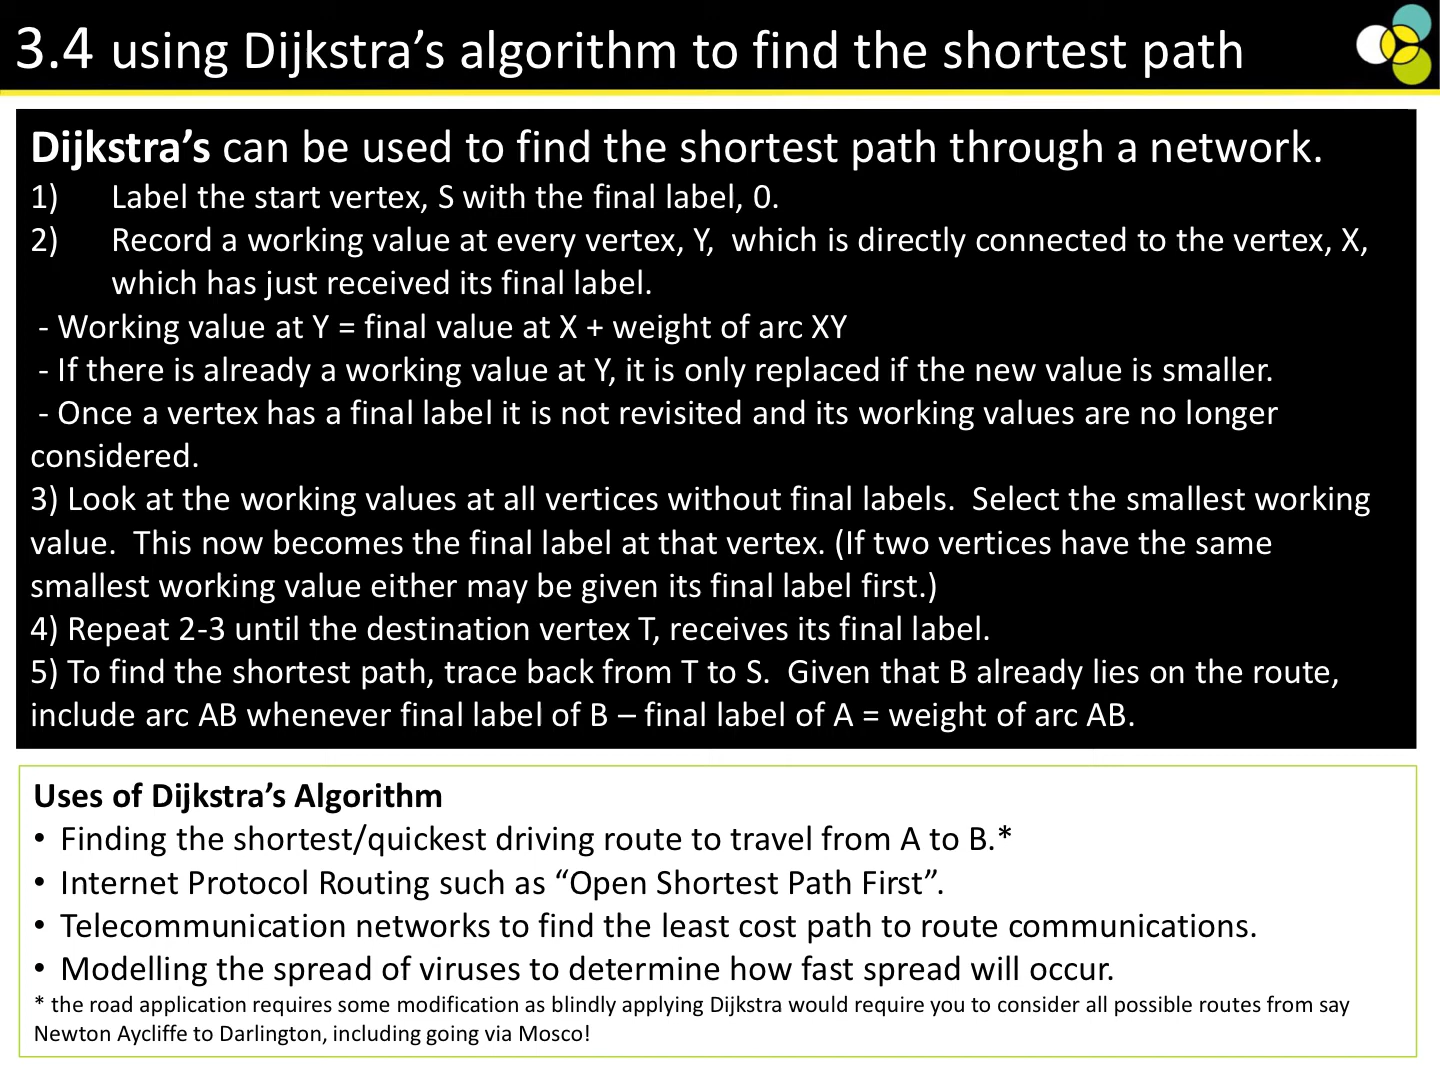 3.4 using Dijkstra’s algorithm to find the shortest path
Dijkstra’s can be used to find the shortest path through a network.
1) Label the start vertex, S with the final label, 0.
2) Record a working value at every vertex, Y, which is directly connected to the vertex, X,
which has just received its final label.
- Working value at Y = final value at X + weight of arc XY
- If there is already a working value at Y, it is only replaced if the new value is smaller.
- Once a vertex has a final label it is not revisited and its working values are no longer
considered.
3) Look at the working values at all vertices without final labels. Select the smallest working
value. This now becomes the final label at that vertex. (If two vertices have the same
smallest working value either may be given its final label first.)
4) Repeat 2-3 until the destination vertex T, receives its final label.
5) To find the shortest path, trace back from T to S. Given that B already lies on the route,
include arc AB whenever final label of B – final label of A = weight of arc AB.
Uses of Dijkstra’s Algorithm
• Finding the shortest/quickest driving route to travel from A to B.*
• Internet Protocol Routing such as “Open Shortest Path First”.
• Telecommunication networks to find the least cost path to route communications.
• Modelling the spread of viruses to determine how fast spread will occur.
* the road application requires some modification as blindly applying Dijkstra would require you to consider all possible routes from say
Newton Aycliffe to Darlington, including going via Mosco!